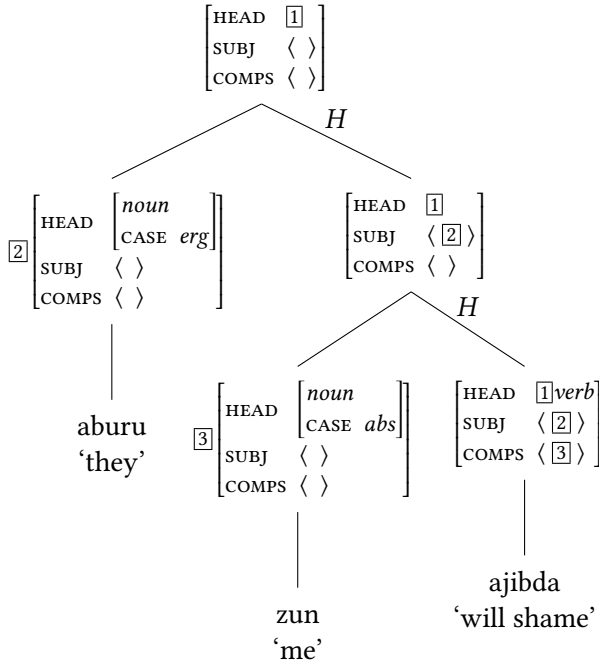 HEAD [1]
SUBJ ⟨ ⟩
COMPS ⟨ ⟩
H
[2]
HEAD [noun
CASE erg]
SUBJ ⟨ ⟩
COMPS ⟨ ⟩
HEAD [1]
SUBJ ⟨ [2] ⟩
COMPS ⟨ ⟩
H
aburu
‘they’
[3]
HEAD [noun
CASE abs]
SUBJ ⟨ ⟩
COMPS ⟨ ⟩
HEAD [1] verb
SUBJ ⟨ [2] ⟩
COMPS ⟨ [3] ⟩
zun
‘me’
ajibda
‘will shame’